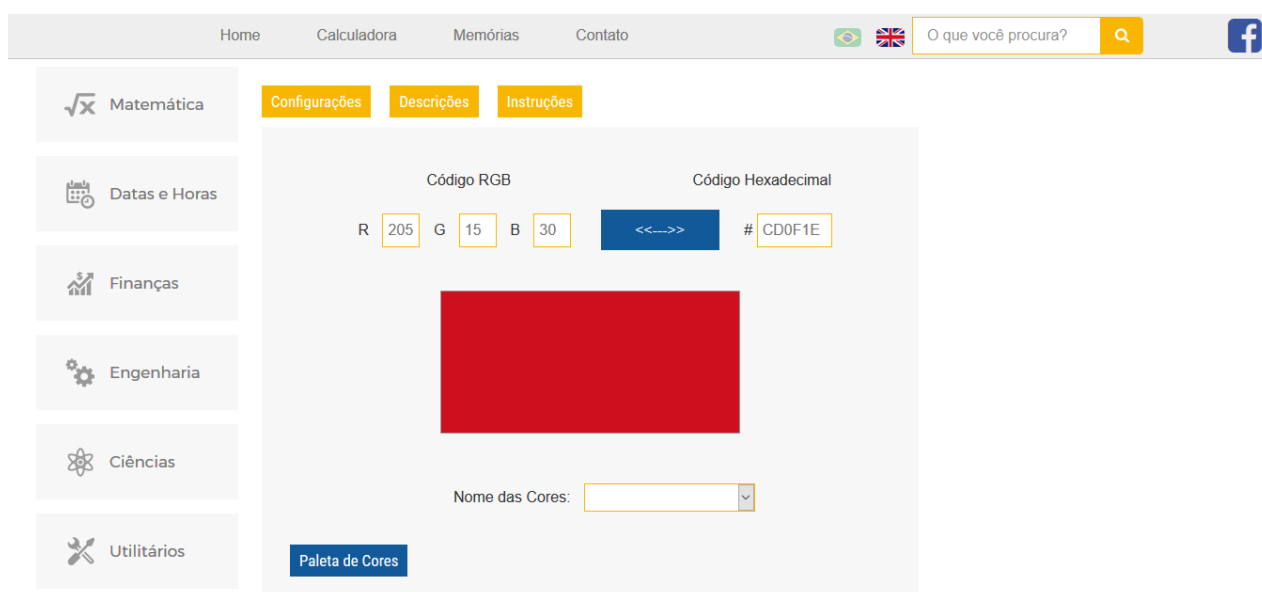 Home Calculadora Memórias Contato O que você procura?
Matemática
Datas e Horas
Finanças
Engenharia
Ciências
Utilitários
Configurações Descrições Instruções
Código RGB Código Hexadecimal
R 205 G 15 B 30 <<--->> # CD0F1E
Nome das Cores:
Paleta de Cores